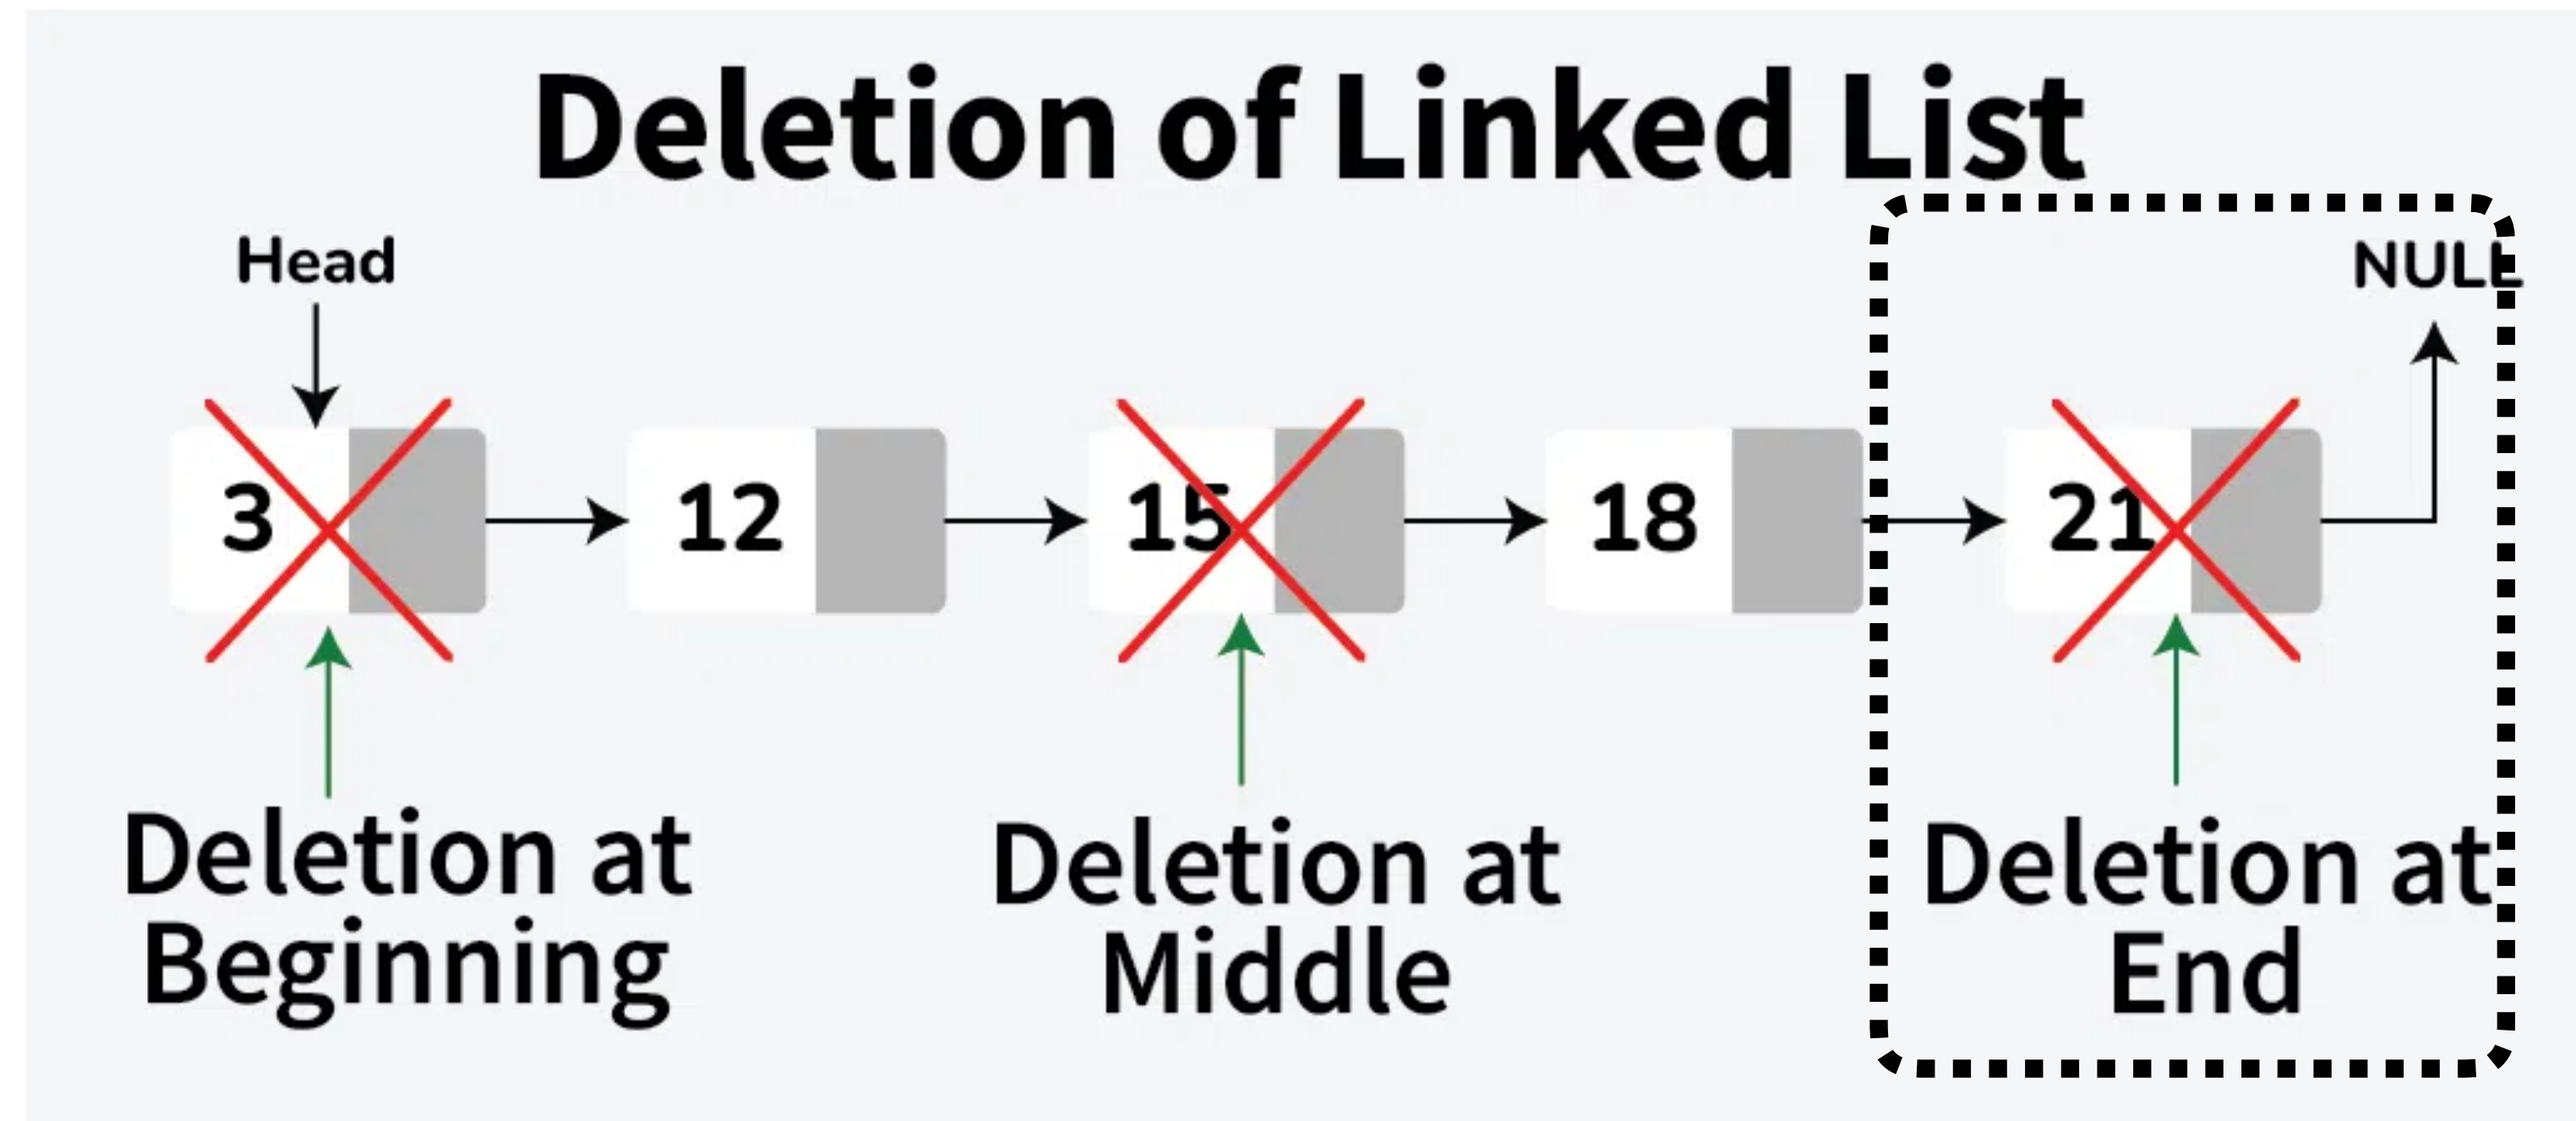 Deletion of Linked List
Head
NULL
3
12
15
18
21
Deletion at
Beginning
Deletion at
Middle
Deletion at
End